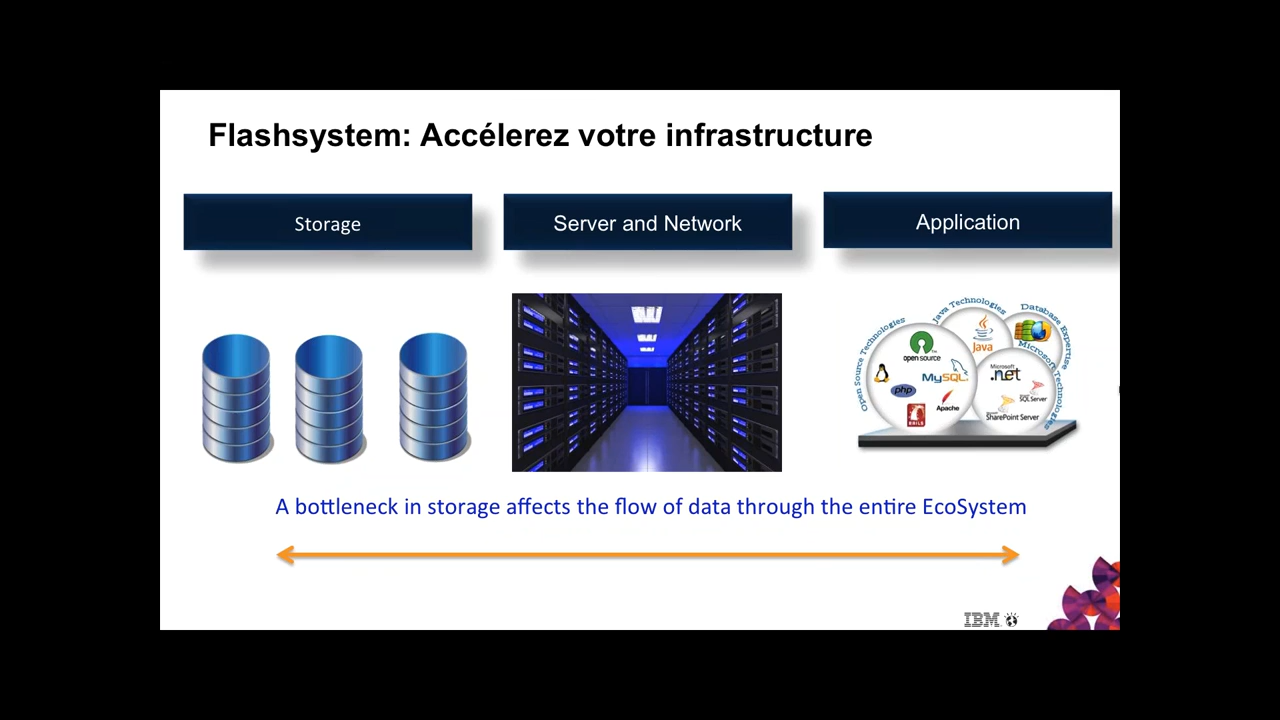 Flashsystem: Accélerez votre infrastructure
Storage
Server and Network
Application
Open Source Technologies
Java Technologies
Database Expertise
Microsoft Technologies
open source
MySQL
php
Apache
RAILS
Java
Microsoft
.net
SQL Server
SharePoint Server
A bottleneck in storage affects the flow of data through the entire EcoSystem
IBM